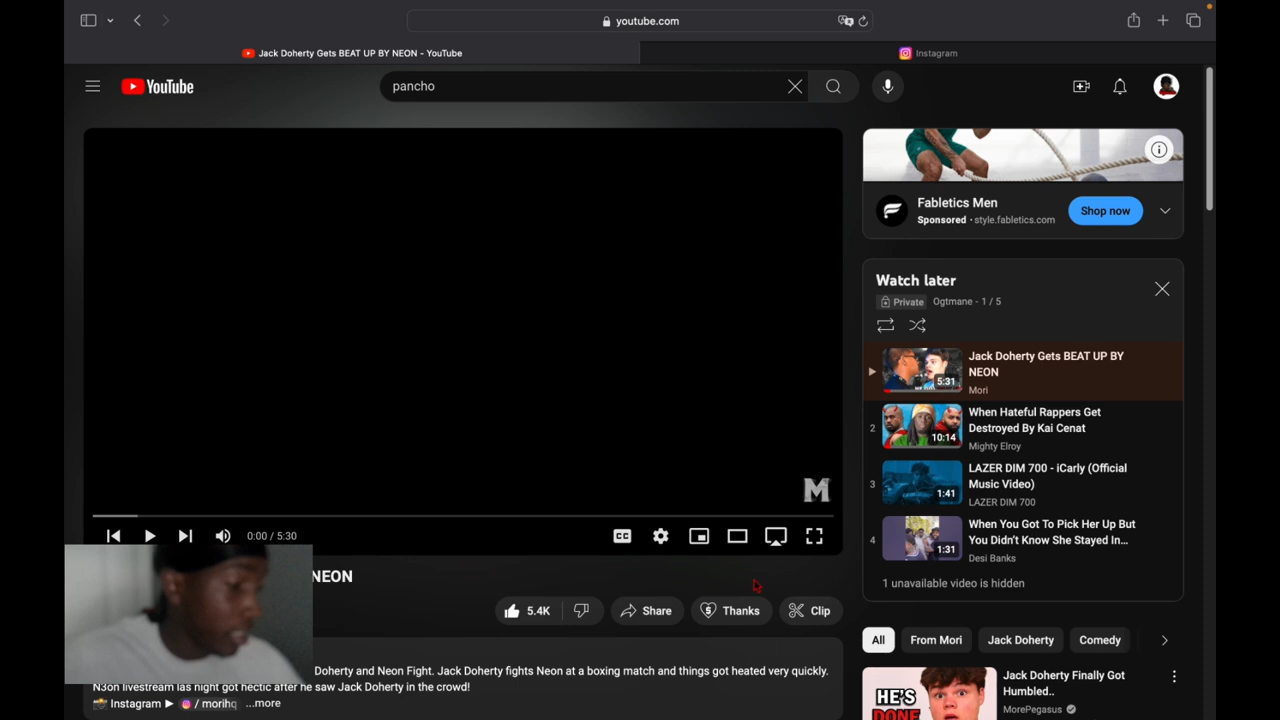 youtube.com
Jack Doherty Gets BEAT UP BY NEON - YouTube
Instagram
YouTube
pancho
Fabletics Men
Sponsored · style.fabletics.com
Shop now
Watch later
Private Ogtmane - 1 / 5
Jack Doherty Gets BEAT UP BY
NEON
5:31
Mori
2
When Hateful Rappers Get
Destroyed By Kai Cenat
10:14
Mighty Elroy
3
LAZER DIM 700 - iCarly (Official
Music Video)
1:41
LAZER DIM 700
4
When You Got To Pick Her Up But
You Didn't Know She Stayed In...
1:31
Desi Banks
1 unavailable video is hidden
M
0:00 / 5:30
CC
NEON
5.4K
Share
Thanks
Clip
Doherty and Neon Fight. Jack Doherty fights Neon at a boxing match and things got heated very quickly.
N3on livestream las night got hectic after he saw Jack Doherty in the crowd!
Instagram ▶ / morihq ...more
All
From Mori
Jack Doherty
Comedy
HE'S
DONE
Jack Doherty Finally Got
Humbled..
MorePegasus